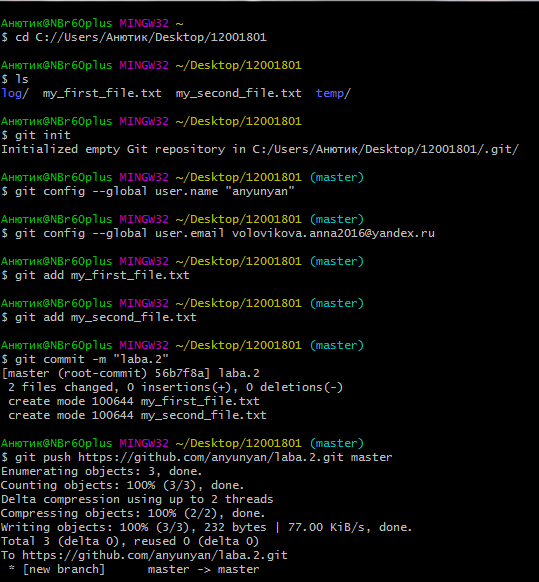 Анютик@NBr60plus MINGW32 ~
$ cd C://Users/Анютик/Desktop/12001801
Анютик@NBr60plus MINGW32 ~/Desktop/12001801
$ ls
log/  my_first_file.txt  my_second_file.txt  temp/
Анютик@NBr60plus MINGW32 ~/Desktop/12001801
$ git init
Initialized empty Git repository in C:/Users/Анютик/Desktop/12001801/.git/
Анютик@NBr60plus MINGW32 ~/Desktop/12001801 (master)
$ git config --global user.name "anyunyan"
Анютик@NBr60plus MINGW32 ~/Desktop/12001801 (master)
$ git config --global user.email volovikova.anna2016@yandex.ru
Анютик@NBr60plus MINGW32 ~/Desktop/12001801 (master)
$ git add my_first_file.txt
Анютик@NBr60plus MINGW32 ~/Desktop/12001801 (master)
$ git add my_second_file.txt
Анютик@NBr60plus MINGW32 ~/Desktop/12001801 (master)
$ git commit -m "laba.2"
[master (root-commit) 56b7f8a] laba.2
 2 files changed, 0 insertions(+), 0 deletions(-)
 create mode 100644 my_first_file.txt
 create mode 100644 my_second_file.txt
Анютик@NBr60plus MINGW32 ~/Desktop/12001801 (master)
$ git push https://github.com/anyunyan/laba.2.git master
Enumerating objects: 3, done.
Counting objects: 100% (3/3), done.
Delta compression using up to 2 threads
Compressing objects: 100% (2/2), done.
Writing objects: 100% (3/3), 232 bytes | 77.00 KiB/s, done.
Total 3 (delta 0), reused 0 (delta 0)
To https://github.com/anyunyan/laba.2.git
 * [new branch]      master -> master